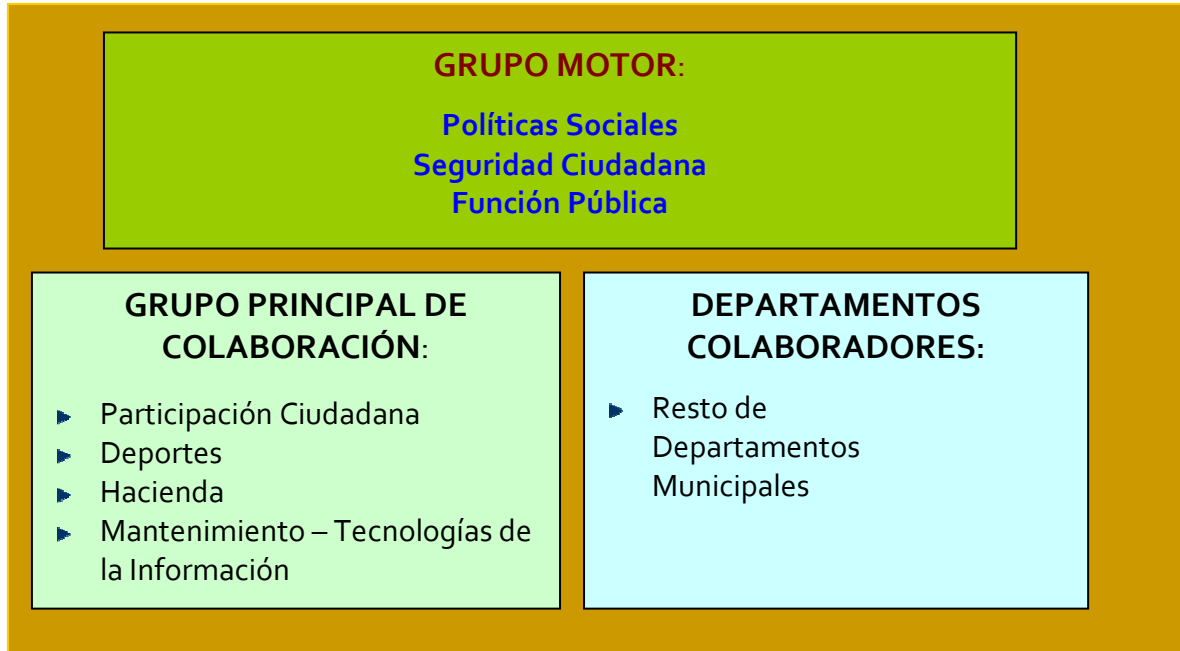 GRUPO MOTOR:
Políticas Sociales
Seguridad Ciudadana
Función Pública
GRUPO PRINCIPAL DE
COLABORACIÓN:
Participación Ciudadana
Deportes
Hacienda
Mantenimiento – Tecnologías de
la Información
DEPARTAMENTOS
COLABORADORES:
Resto de
Departamentos
Municipales